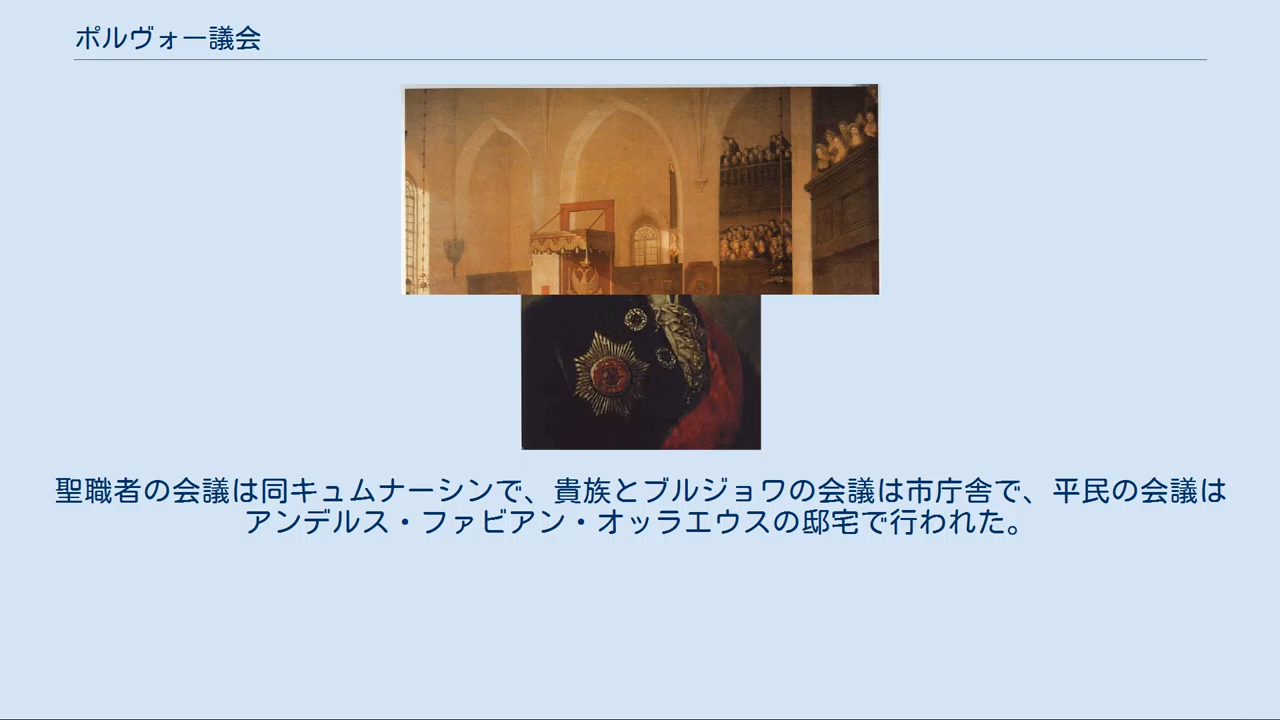 ポルヴォー議会
聖職者の会議は同キュムナーシンで、貴族とブルジョワの会議は市庁舎で、平民の会議は
アンデルス・ファビアン・オッラエウスの邸宅で行われた。